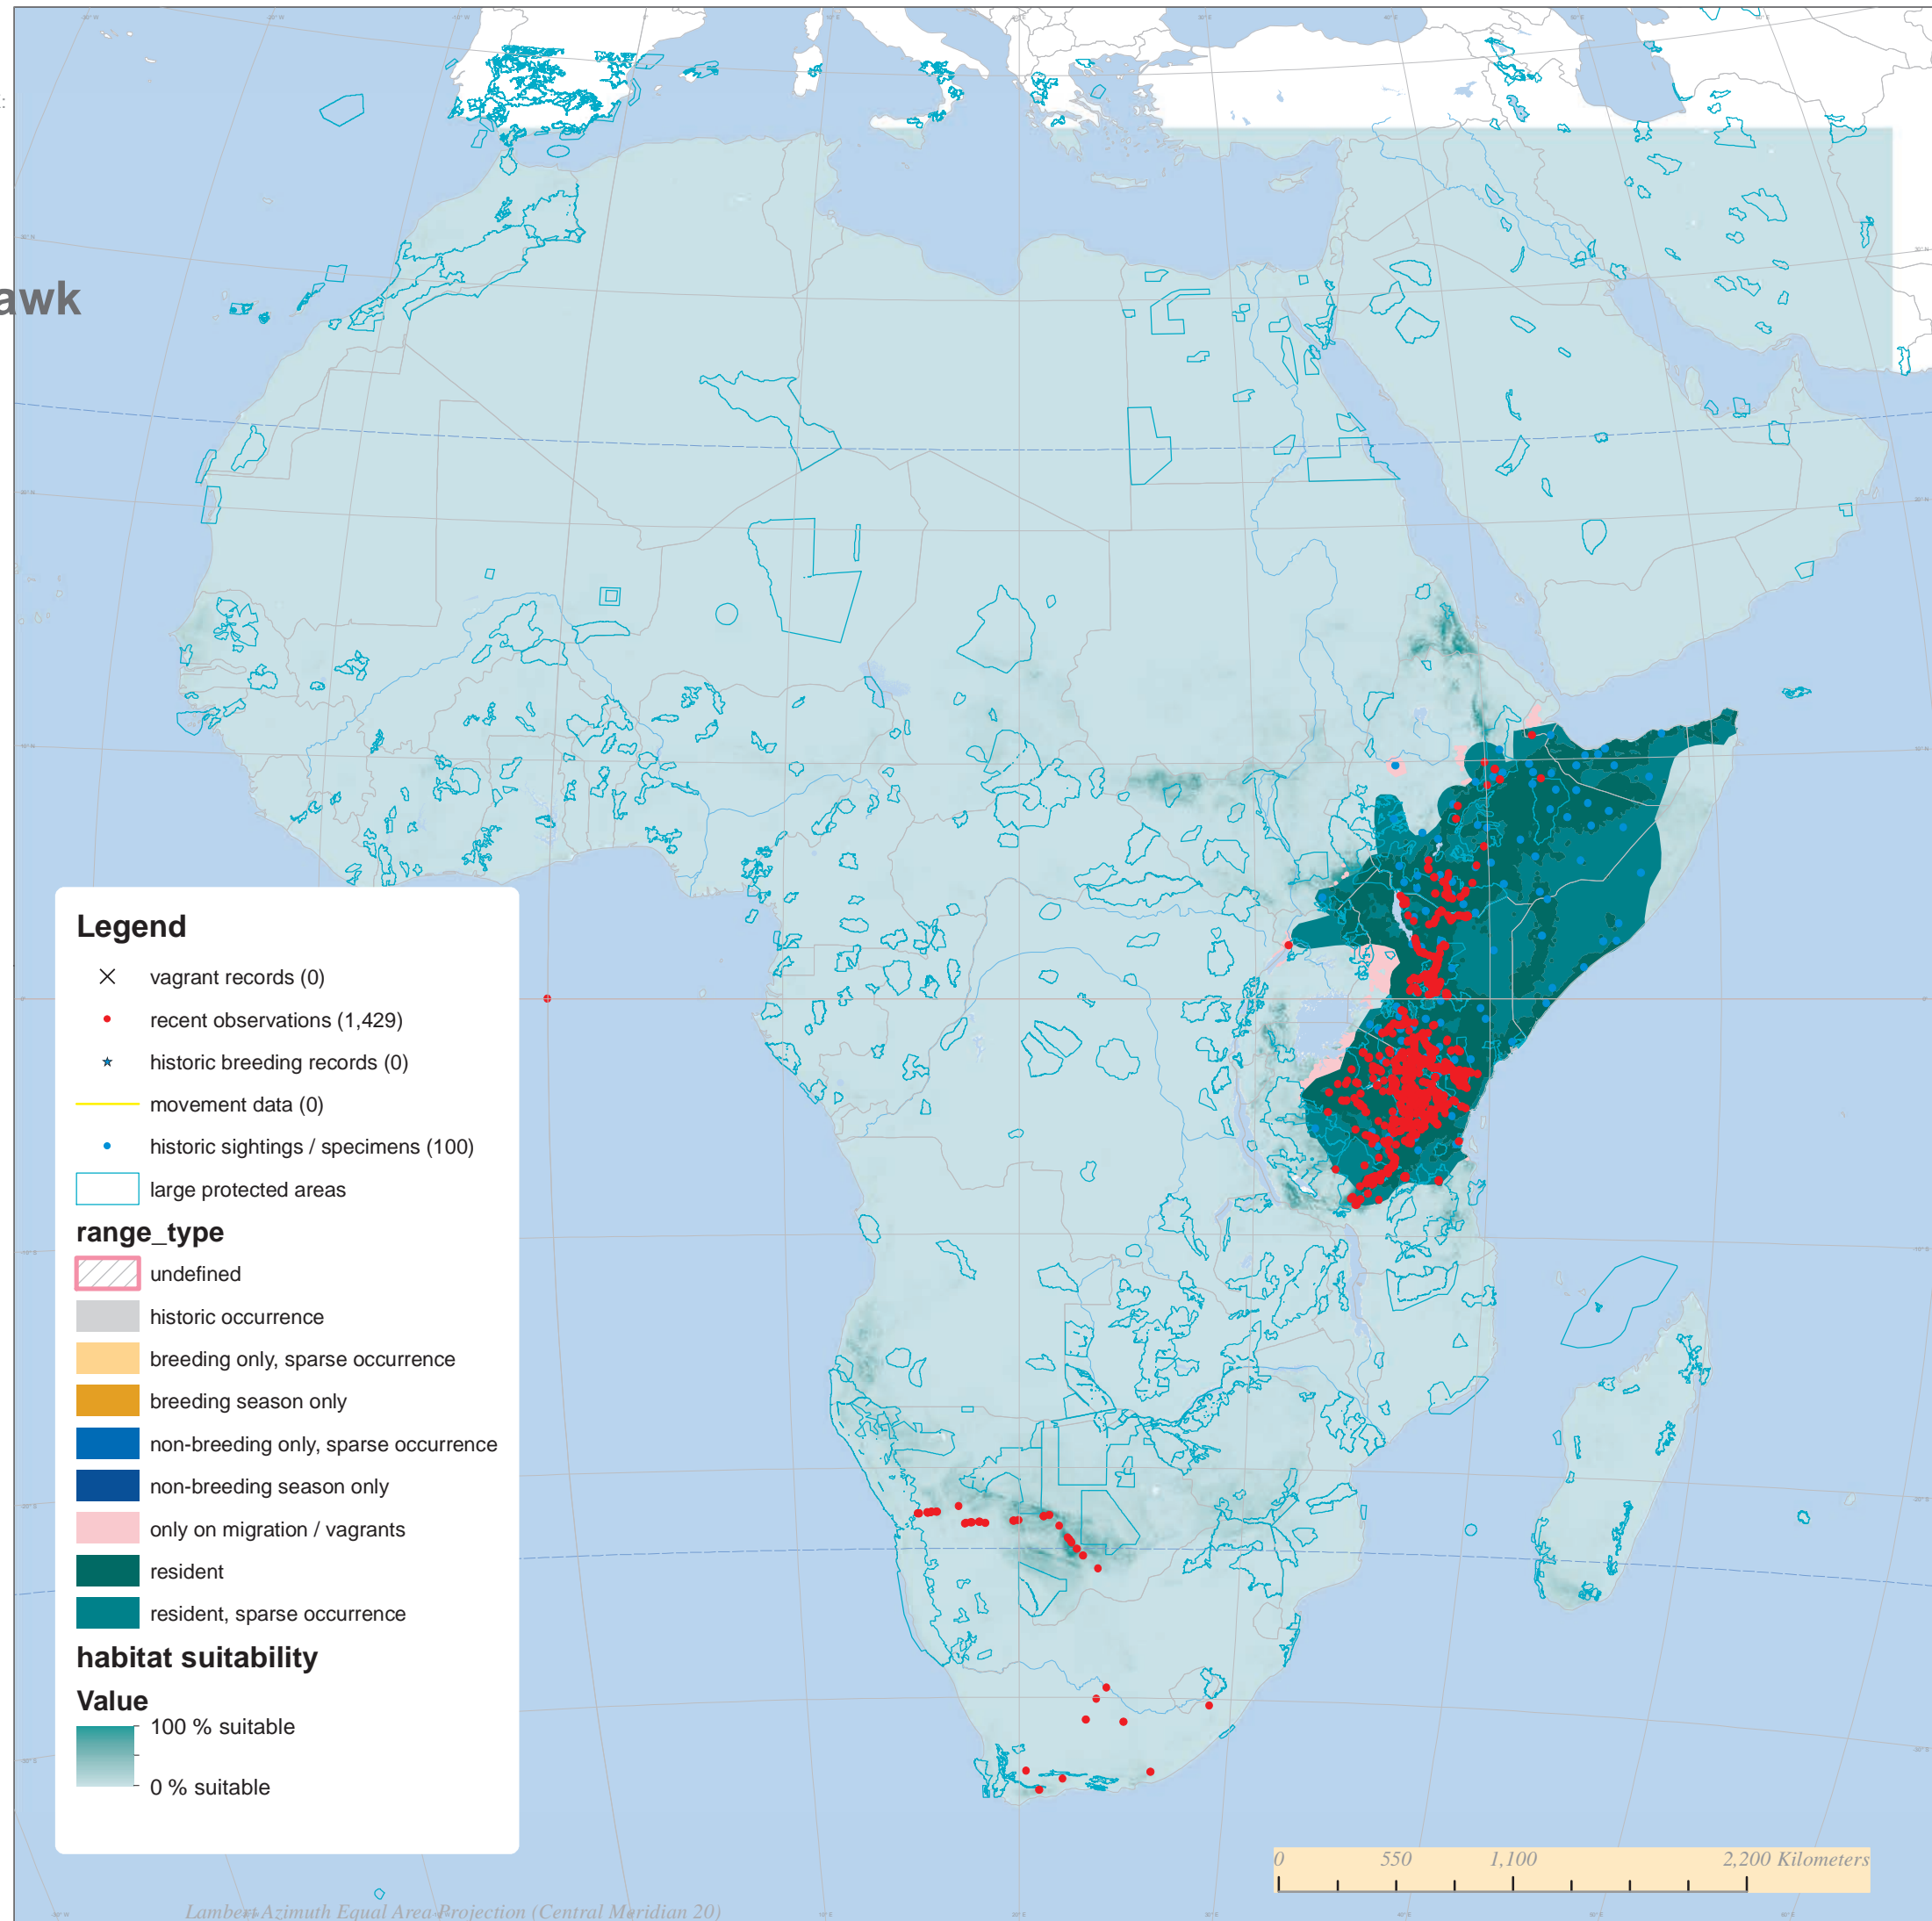 awk
Legend
vagrant records (0)
recent observations (1,429)
historic breeding records (0)
movement data (0)
historic sightings / specimens (100)
large protected areas
range_type
undefined
historic occurrence
breeding only, sparse occurrence
breeding season only
non-breeding only, sparse occurrence
non-breeding season only
only on migration / vagrants
resident
resident, sparse occurrence
habitat suitability
Value
100 % suitable
0 % suitable
0 550 1,100 2,200 Kilometers
Lambert Azimuth Equal Area Projection (Central Meridian 20)